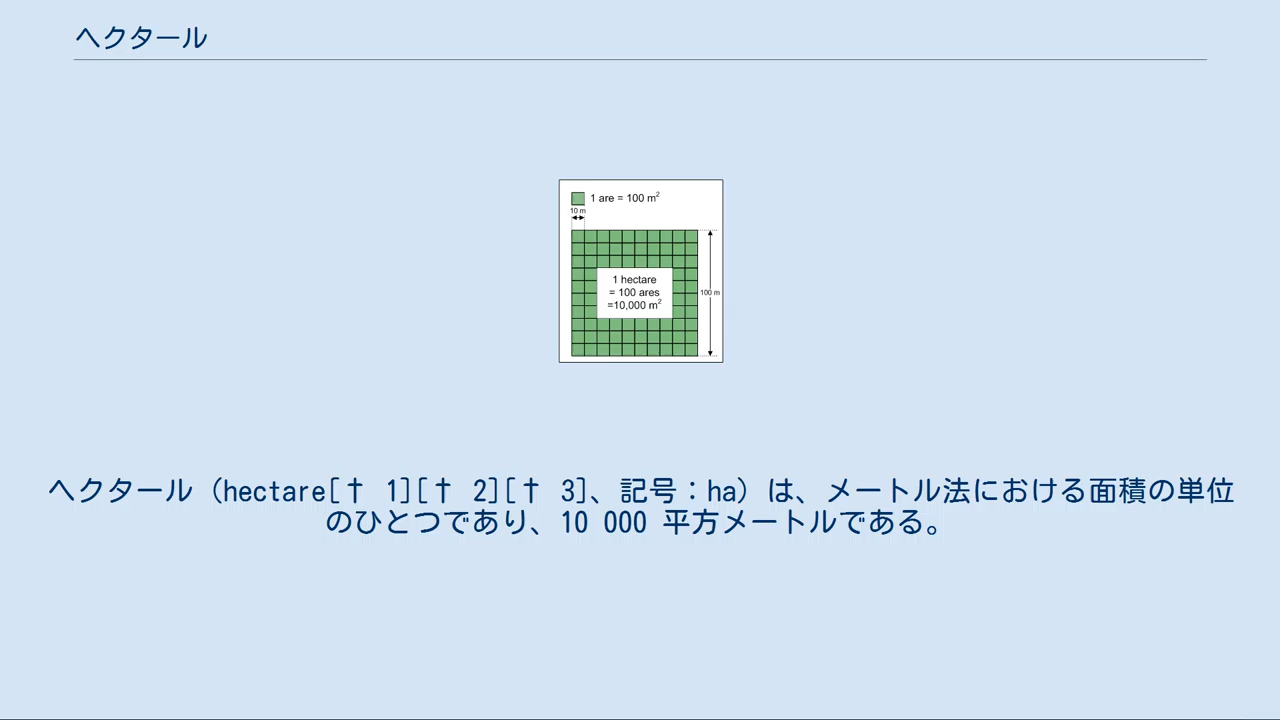 ヘクタール
1 are = 100 m²
10 m
1 hectare
= 100 ares
=10,000 m²
100 m
ヘクタール（hectare[† 1][† 2][† 3]、記号：ha）は、メートル法における面積の単位
のひとつであり、10 000 平方メートルである。